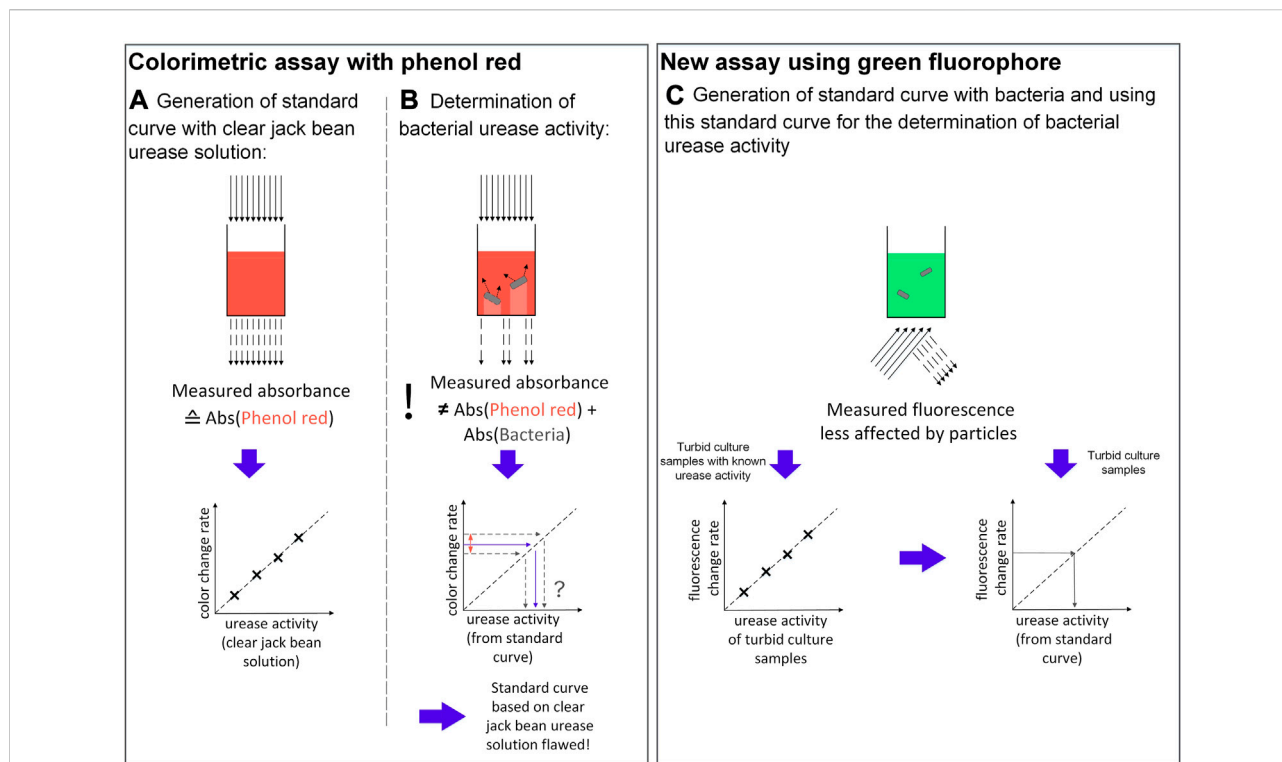 Colorimetric assay with phenol red
A Generation of standard
curve with clear jack bean
urease solution:
Measured absorbance
≙ Abs(Phenol red)
color change rate
urease activity
(clear jack bean
solution)
B Determination of
bacterial urease activity:
!
Measured absorbance
≠ Abs(Phenol red) +
Abs(Bacteria)
color change rate
?
urease activity
(from standard
curve)
Standard curve
based on clear
jack bean urease
solution flawed!
New assay using green fluorophore
C Generation of standard curve with bacteria and using
this standard curve for the determination of bacterial
urease activity
Measured fluorescence
less affected by particles
Turbid culture
samples with known
urease activity
Turbid culture
samples
fluorescence
change rate
urease activity
of turbid culture
samples
fluorescence
change rate
urease activity
(from standard
curve)